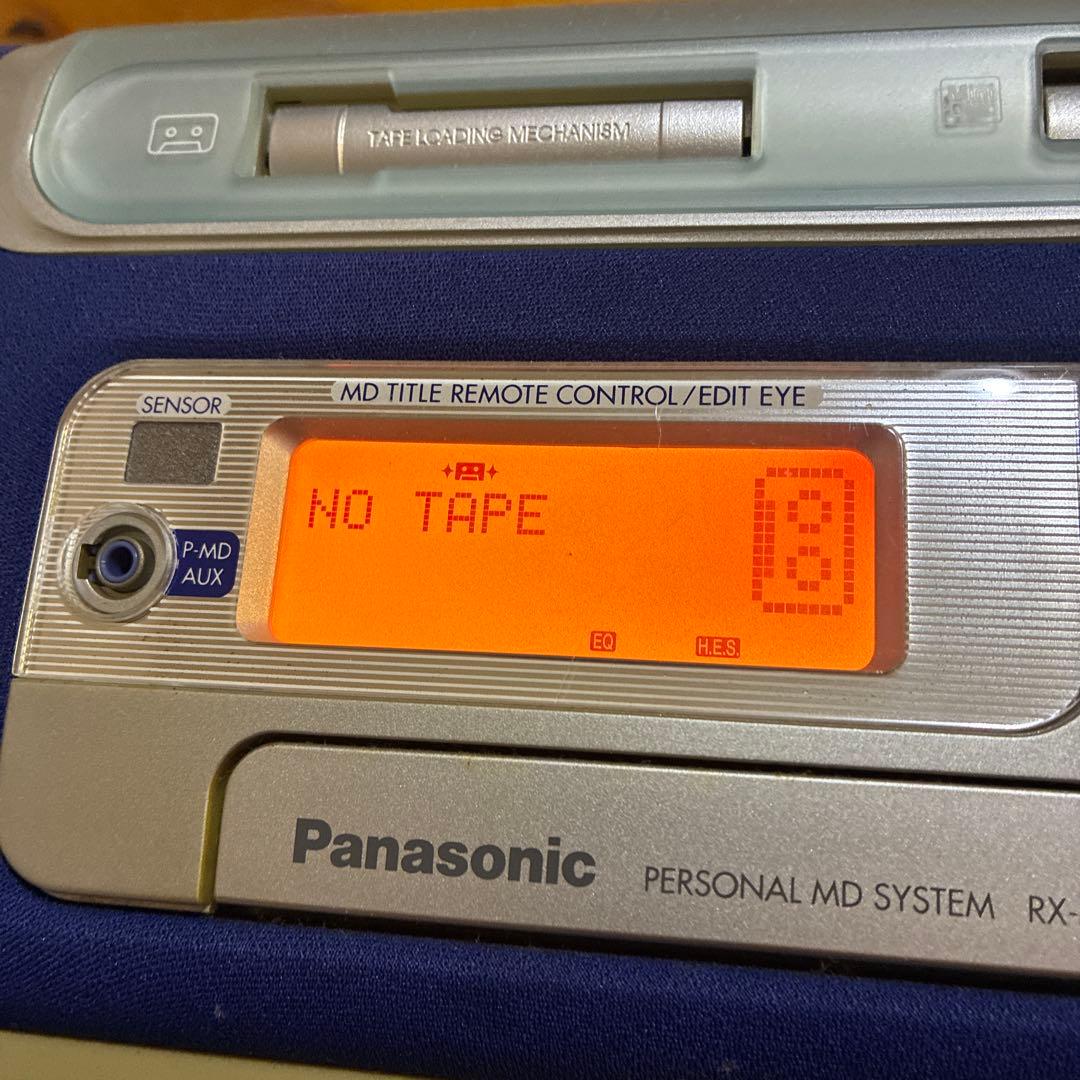 TAPE LOADING MECHANISM
MD TITLE REMOTE CONTROL/EDIT EYE
SENSOR
NO TAPE
P-MD
AUX
EQ
H.E.S.
Panasonic
PERSONAL MD SYSTEM RX-